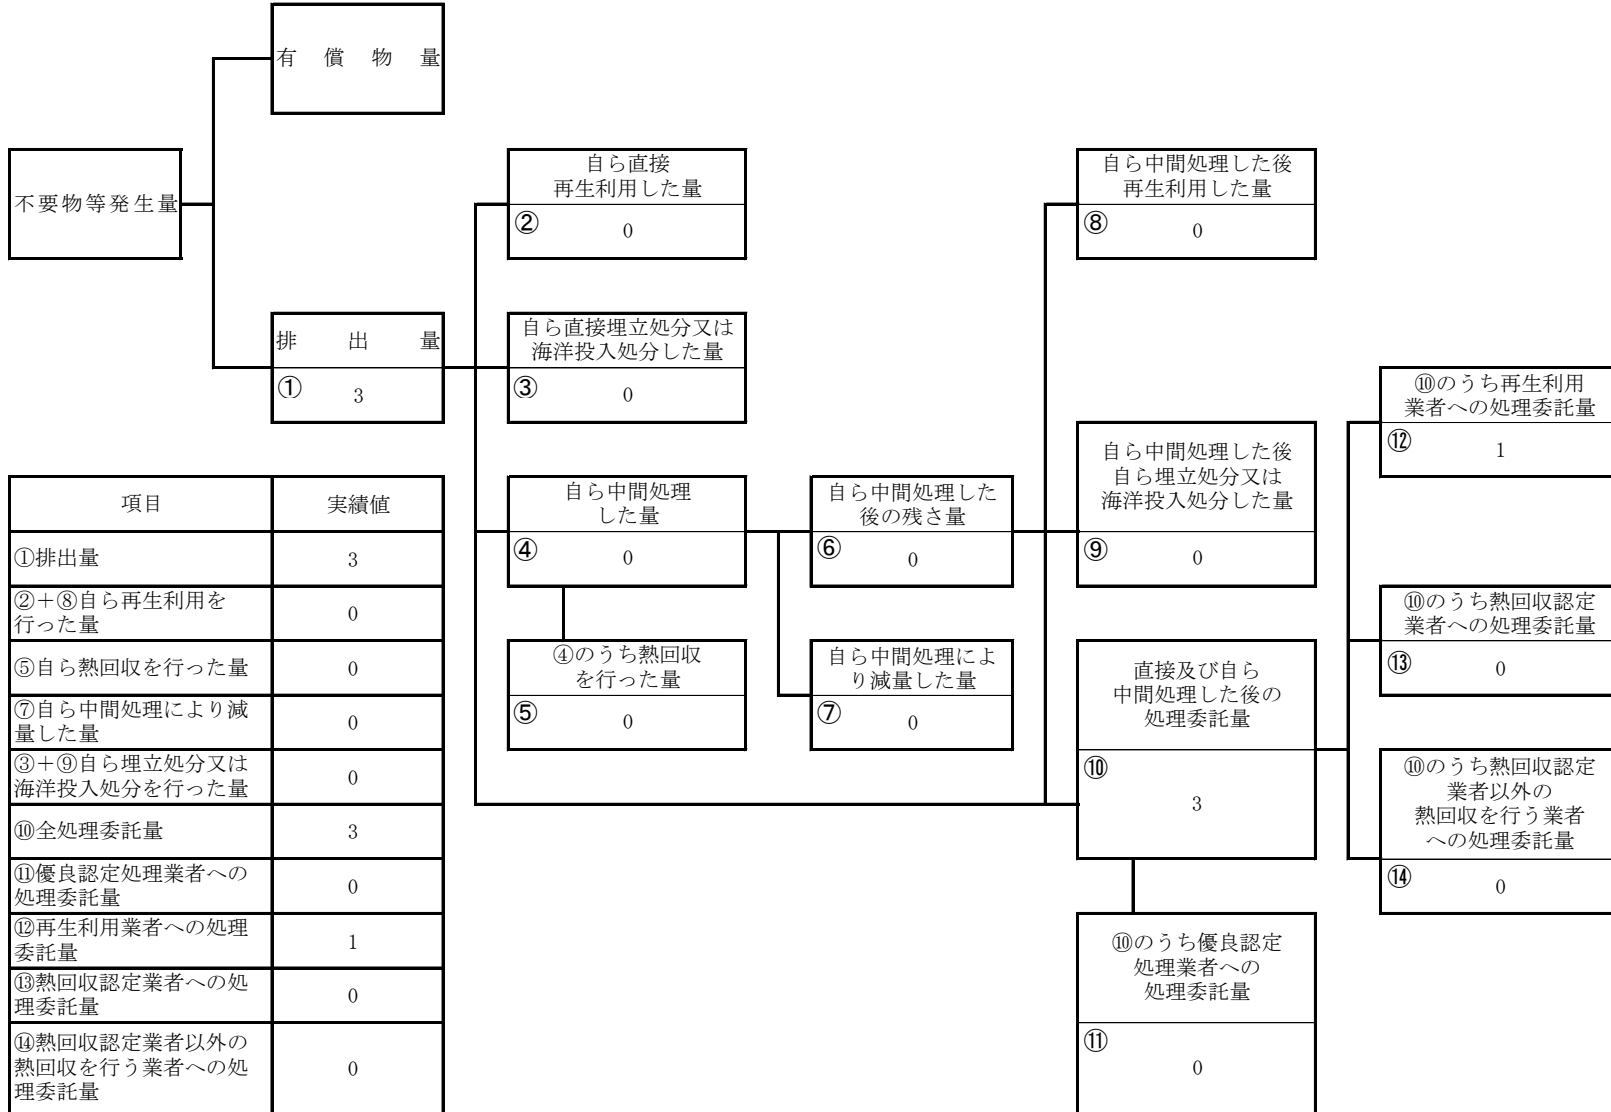 有償物量
不要物等発生量
排出量
① 3
自ら直接
再生利用した量
② 0
自ら直接埋立処分又は
海洋投入処分した量
③ 0
自ら中間処理
した量
④ 0
④のうち熱回収
を行った量
⑤ 0
自ら中間処理した
後の残さ量
⑥ 0
自ら中間処理によ
り減量した量
⑦ 0
自ら中間処理した後
再生利用した量
⑧ 0
自ら中間処理した後
自ら埋立処分又は
海洋投入処分した量
⑨ 0
直接及び自ら
中間処理した後の
処理委託量
⑩
3
⑩のうち優良認定
処理業者への
処理委託量
⑪
0
⑩のうち再生利用
業者への処理委託量
⑫ 1
⑩のうち熱回収認定
業者への処理委託量
⑬ 0
⑩のうち熱回収認定
業者以外の
熱回収を行う業者
への処理委託量
⑭ 0
項目 実績値
①排出量 3
②+⑧自ら再生利用を
行った量 0
⑤自ら熱回収を行った量 0
⑦自ら中間処理により減
量した量 0
③+⑨自ら埋立処分又は
海洋投入処分を行った量 0
⑩全処理委託量 3
⑪優良認定処理業者への
処理委託量 0
⑫再生利用業者への処理
委託量 1
⑬熱回収認定業者への処
理委託量 0
⑭熱回収認定業者以外の
熱回収を行う業者への処 0
理委託量